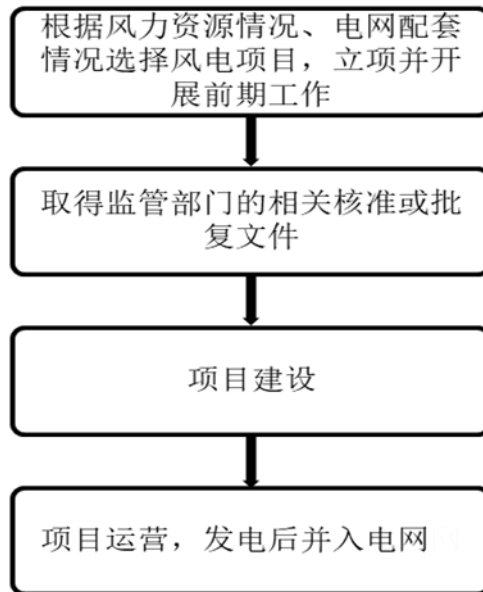 根据风力资源情况、电网配套
情况选择风电项目，立项并开
展前期工作
取得监管部门的相关核准或批
复文件
项目建设
项目运营，发电后并入电网